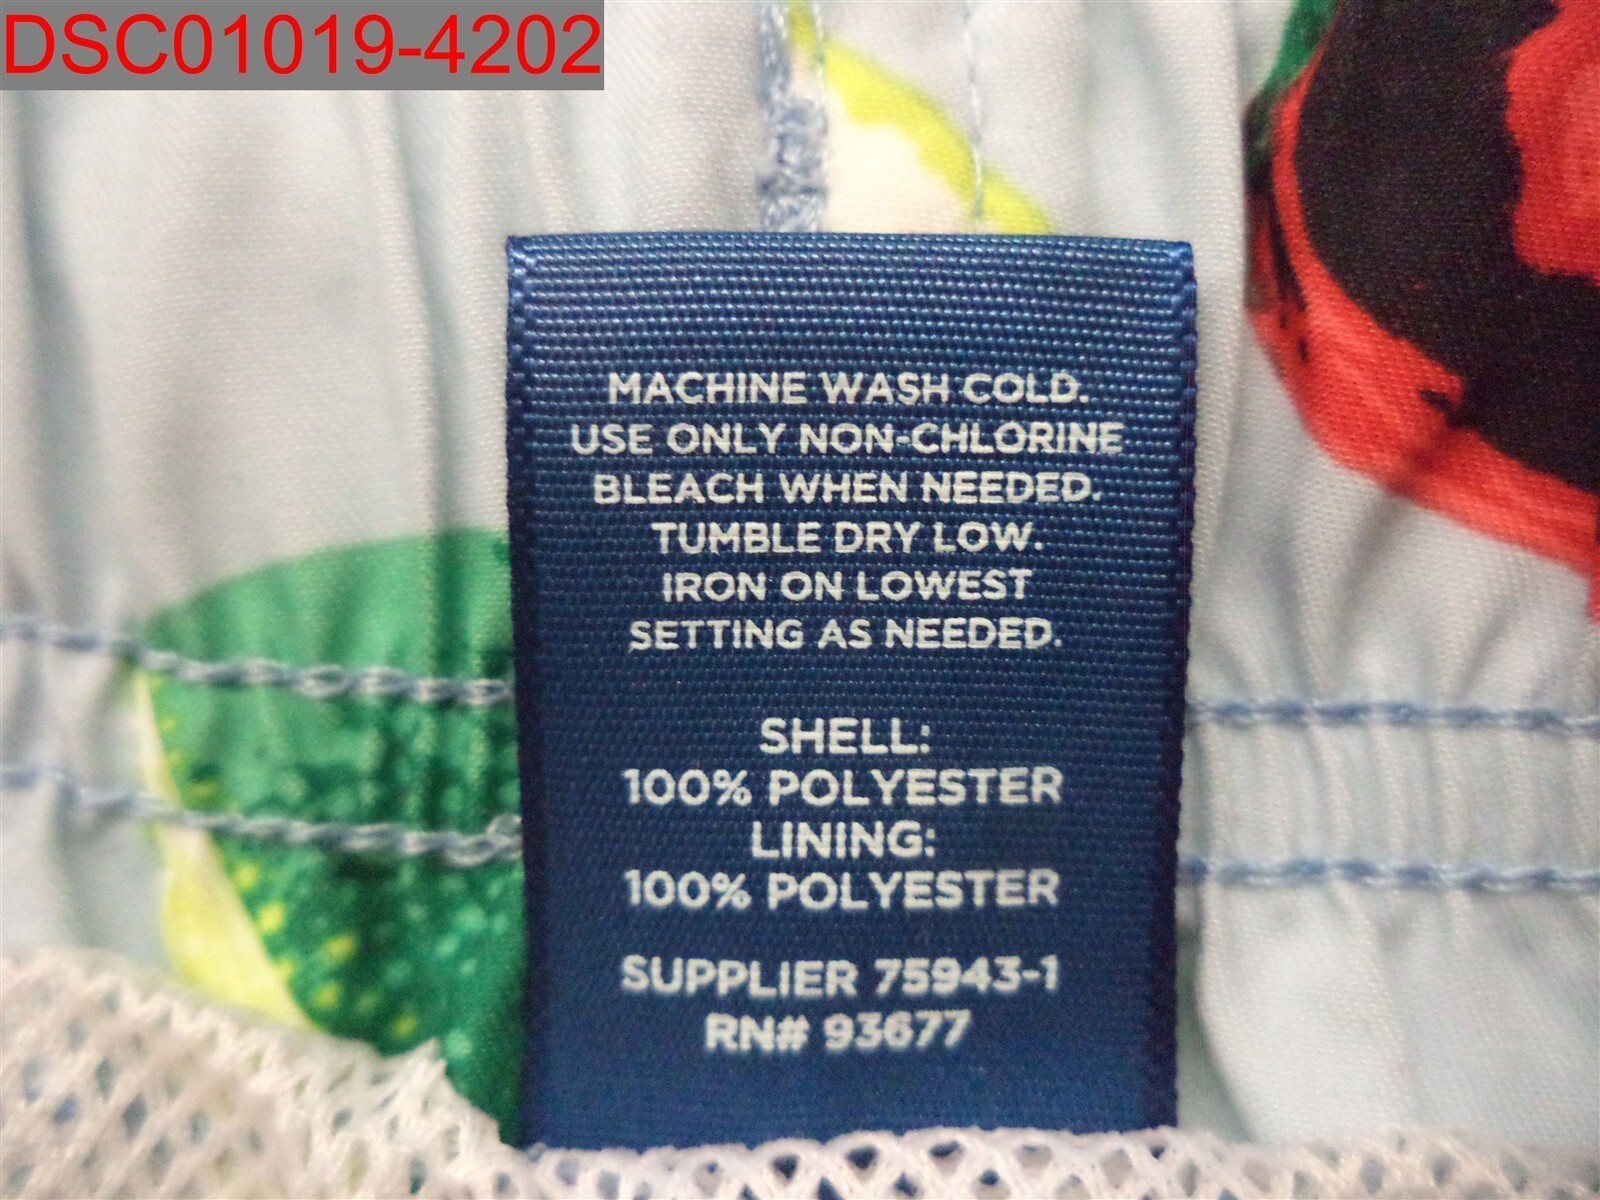 DSC01019-4202
MACHINE WASH COLD.
USE ONLY NON-CHLORINE
BLEACH WHEN NEEDED.
TUMBLE DRY LOW.
IRON ON LOWEST
SETTING AS NEEDED.
SHELL:
100% POLYESTER
LINING:
100% POLYESTER
SUPPLIER 75943-1
RN# 93677